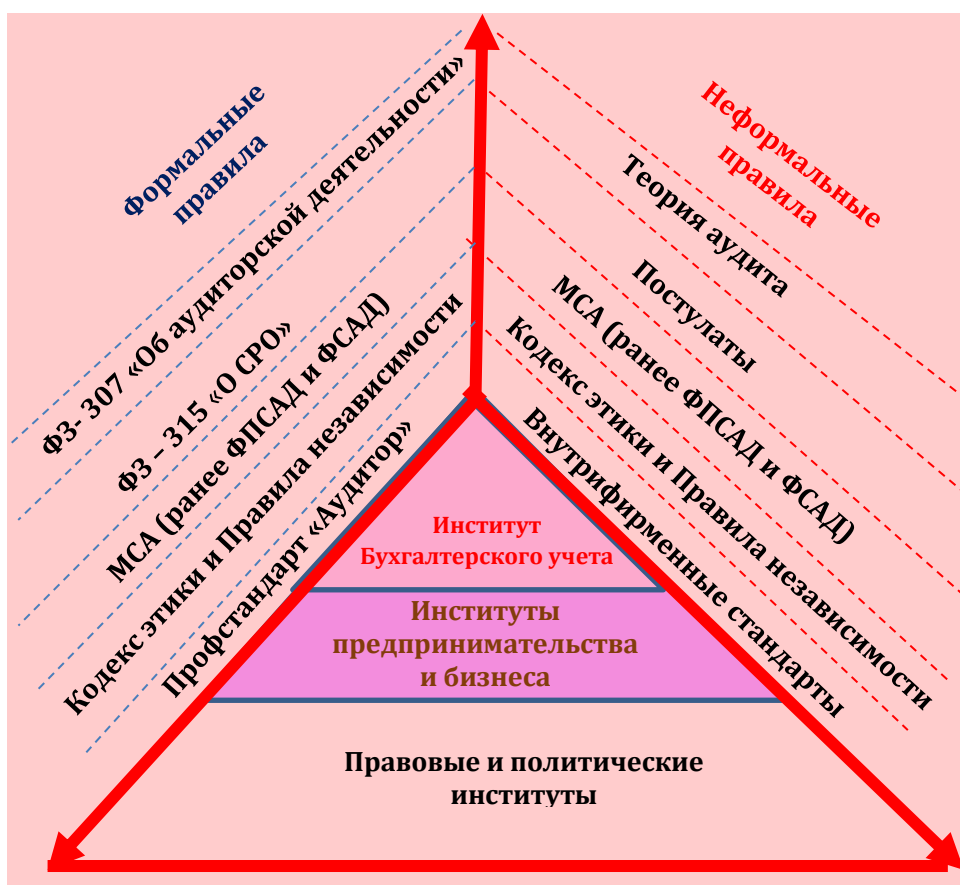 Формальные
правила
ФЗ- 307 «Об аудиторской деятельности»
ФЗ – 315 «О СРО»
МСА (ранее ФПСАД и ФСАД)
Кодекс этики и Правила независимости
Профстандарт «Аудитор»
Неформальные
правила
Теория аудита
Постулаты
МСА (ранее ФПСАД и ФСАД)
Кодекс этики и Правила независимости
Внутрифирменные стандарты
Институт
Бухгалтерского учета
Институты
предпринимательства
и бизнеса
Правовые и политические
институты